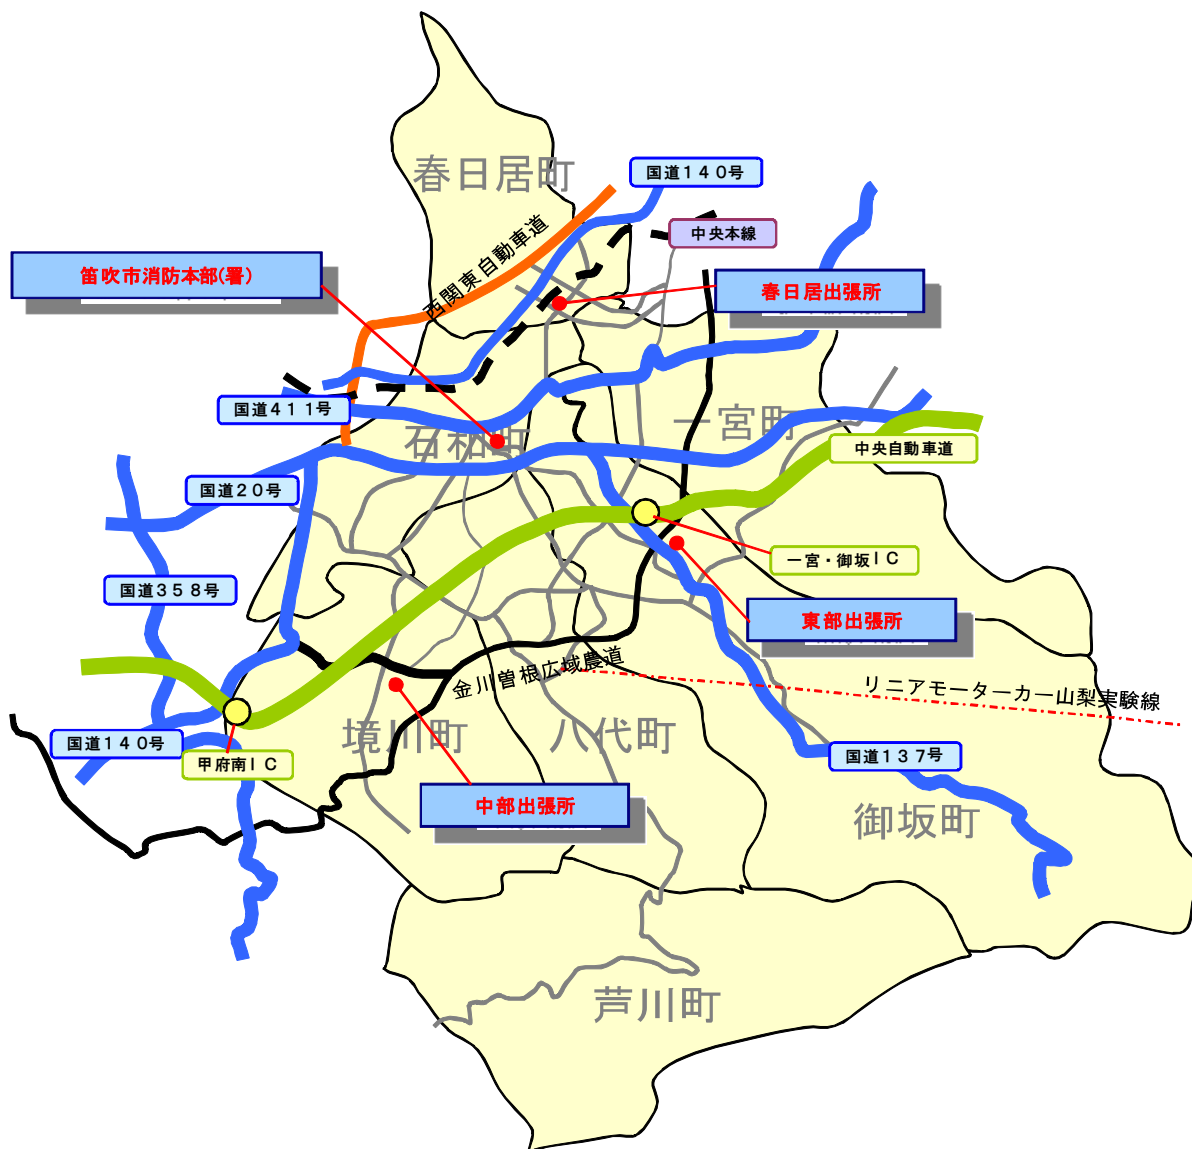 春日居町
国道１４０号
西関東自動車道
中央本線
笛吹市消防本部(署)
春日居出張所
国道４１１号
石和町
一宮町
中央自動車道
国道２０号
一宮・御坂ＩＣ
国道３５８号
東部出張所
金川曽根広域農道
リニアモーターカー山梨実験線
境川町
八代町
国道１４０号
甲府南ＩＣ
国道１３７号
中部出張所
御坂町
芦川町